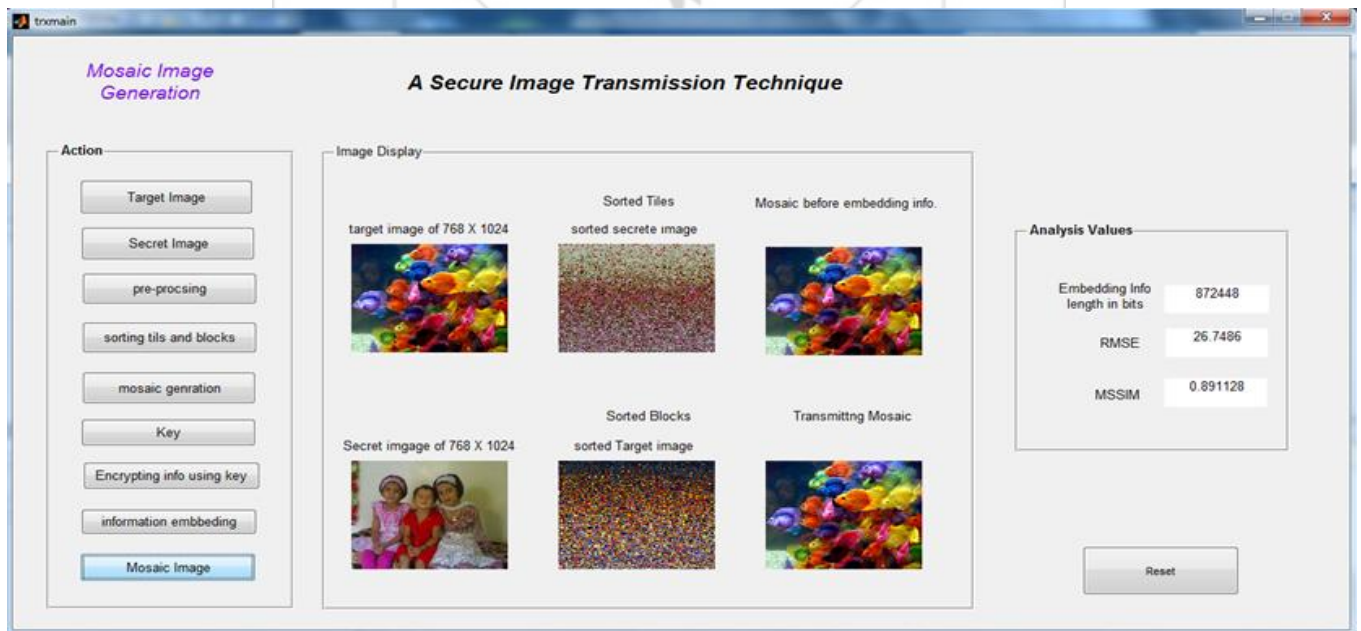 trxmain
Mosaic Image
Generation
A Secure Image Transmission Technique
Action
Target Image
Secret Image
pre-procsing
sorting tils and blocks
mosaic genration
Key
Encrypting info using key
information embbeding
Mosaic Image
Image Display
Sorted Tiles
Mosaic before embedding info.
target image of 768 X 1024
sorted secrete image
Sorted Blocks
Transmittng Mosaic
Secret imgage of 768 X 1024
sorted Target image
Analysis Values
Embedding Info
length in bits
872448
RMSE
26.7486
MSSIM
0.891128
Reset